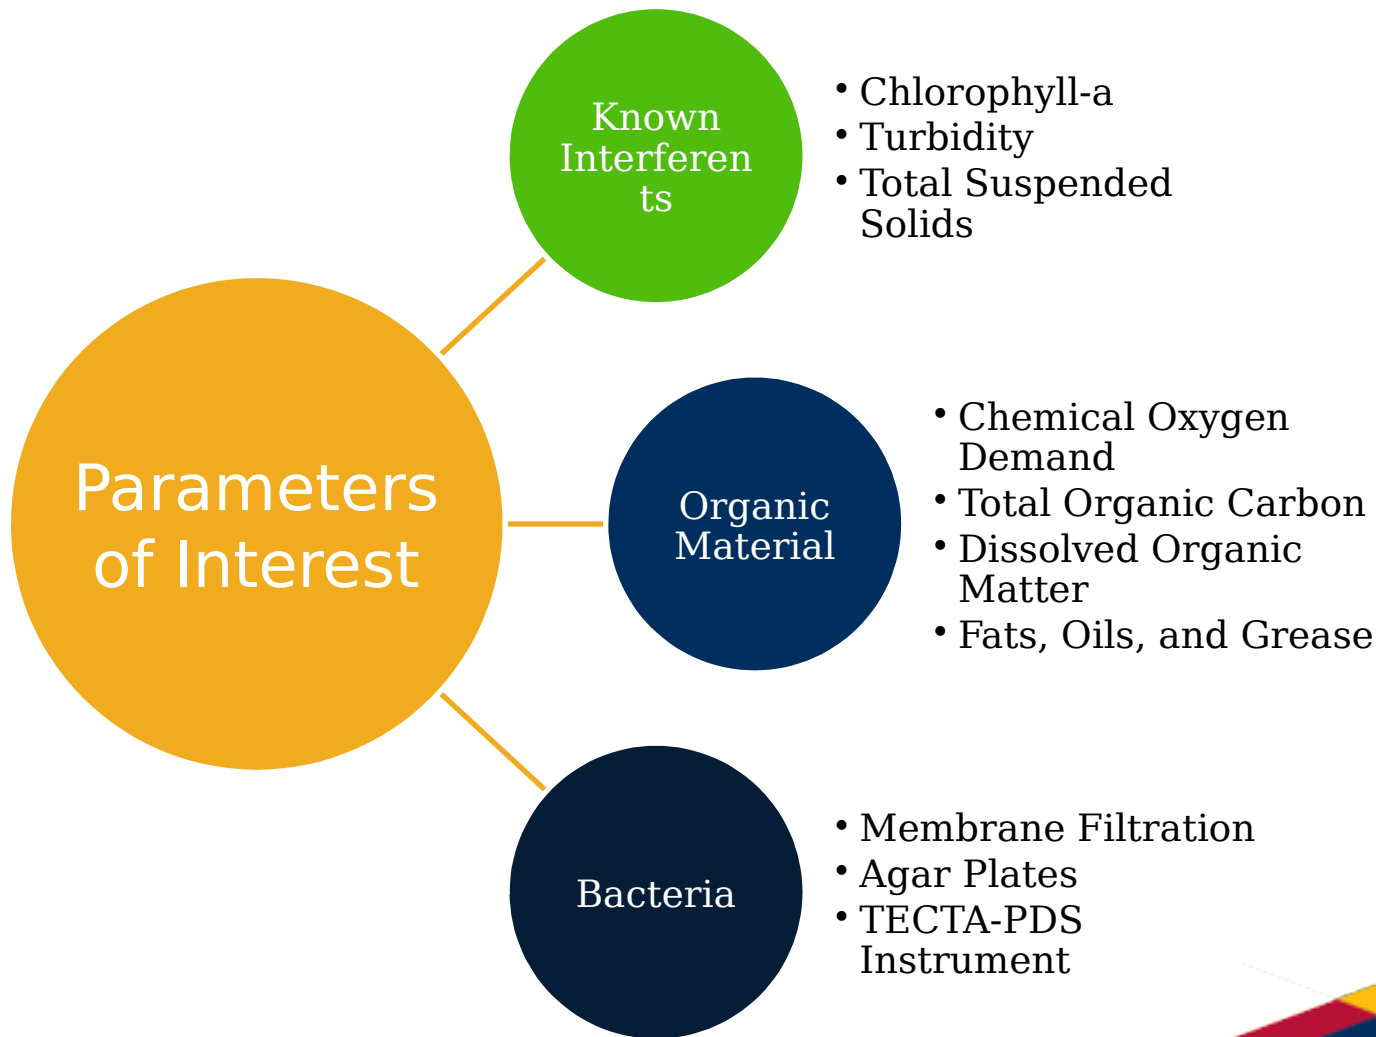 Parameters
of Interest
Known
Interferen
ts
• Chlorophyll-a
• Turbidity
• Total Suspended
Solids
Organic
Material
• Chemical Oxygen
Demand
• Total Organic Carbon
• Dissolved Organic
Matter
• Fats, Oils, and Grease
Bacteria
• Membrane Filtration
• Agar Plates
• TECTA-PDS
Instrument